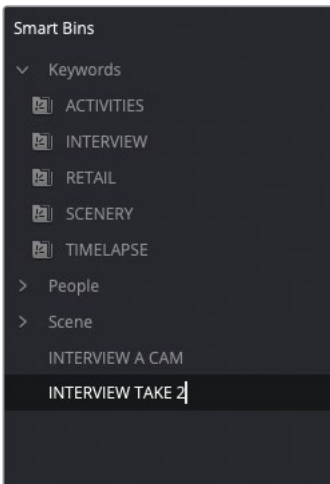 Smart Bins
Keywords
ACTIVITIES
INTERVIEW
RETAIL
SCENERY
TIMELAPSE
People
Scene
INTERVIEW A CAM
INTERVIEW TAKE 2